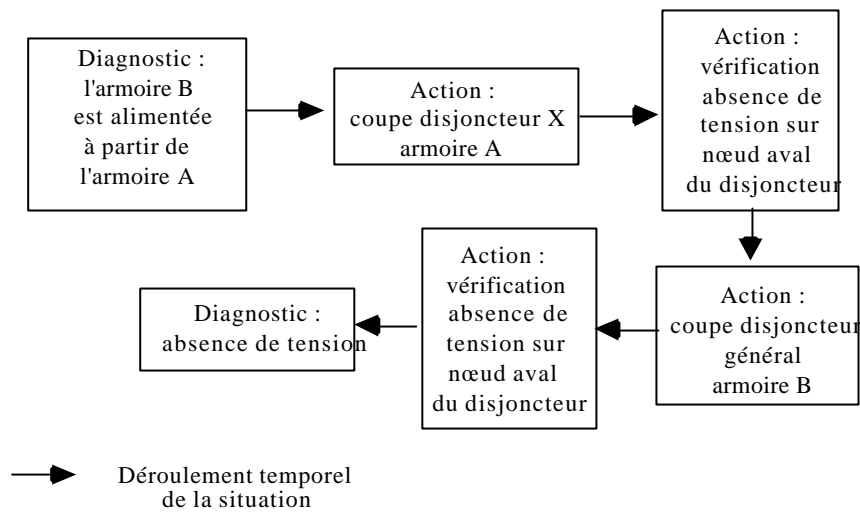 Diagnostic :
l'armoire B
est alimentée
à partir de
l'armoire A
Action :
coupe disjoncteur X
armoire A
Action :
vérification
absence de
tension sur
nœud aval
du disjoncteur
Action :
coupe disjoncteur
général
armoire B
Action :
vérification
absence de
tension sur
nœud aval
du disjoncteur
Diagnostic :
absence de tension
Déroulement temporel
de la situation